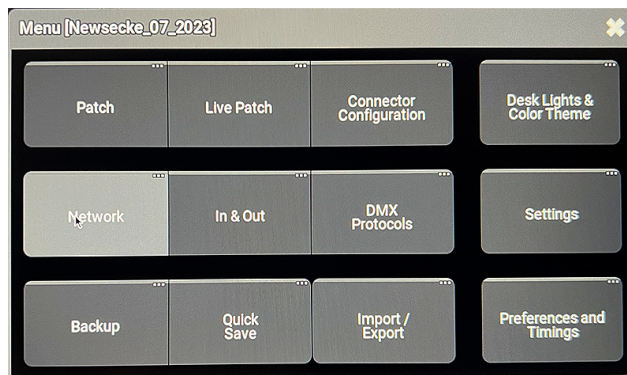 Menu [Newsecke_07_2023]
Patch
Live Patch
Connector
Configuration
Desk Lights &
Color Theme
Network
In & Out
DMX
Protocols
Settings
Backup
Quick
Save
Import /
Export
Preferences and
Timings